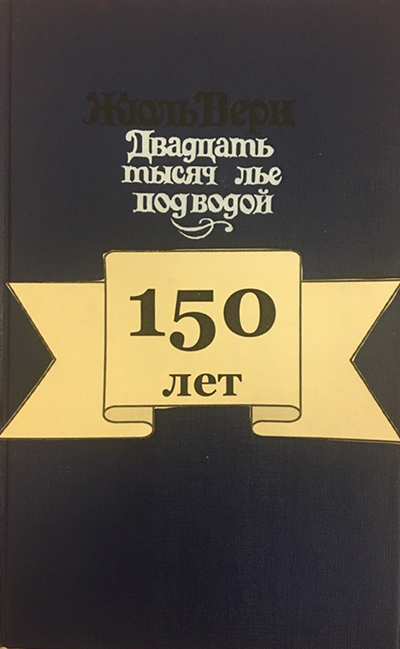 Жюль Верн
Двадцать
тысяч лье
под водой
150
лет